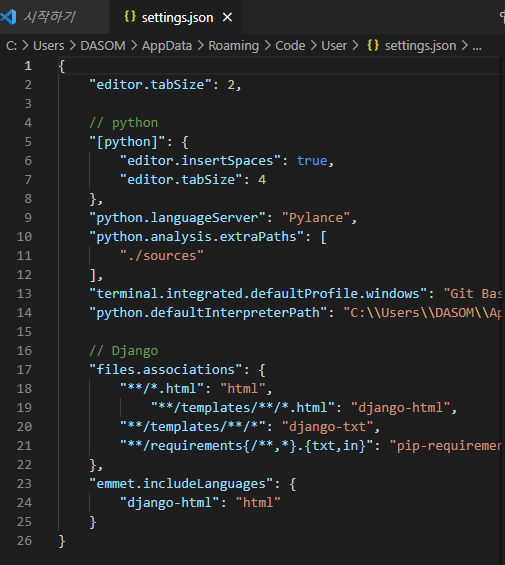 시작하기 {} settings.json ×
C: > Users > DASOM > AppData > Roaming > Code > User > {} settings.json > ...
1 {
2 "editor.tabSize": 2,
3
4 // python
5 "[python]": {
6 "editor.insertSpaces": true,
7 "editor.tabSize": 4
8 },
9 "python.languageServer": "Pylance",
10 "python.analysis.extraPaths": [
11 "./sources"
12 ],
13 "terminal.integrated.defaultProfile.windows": "Git Bas
14 "python.defaultInterpreterPath": "C:\\Users\\DASOM\\Ap
15
16 // Django
17 "files.associations": {
18 "**/*.html": "html",
19 "**/templates/**/*.html": "django-html",
20 "**/templates/**/*": "django-txt",
21 "**/requirements{/**,*}.{txt,in}": "pip-requireme
22 },
23 "emmet.includeLanguages": {
24 "django-html": "html"
25 }
26 }